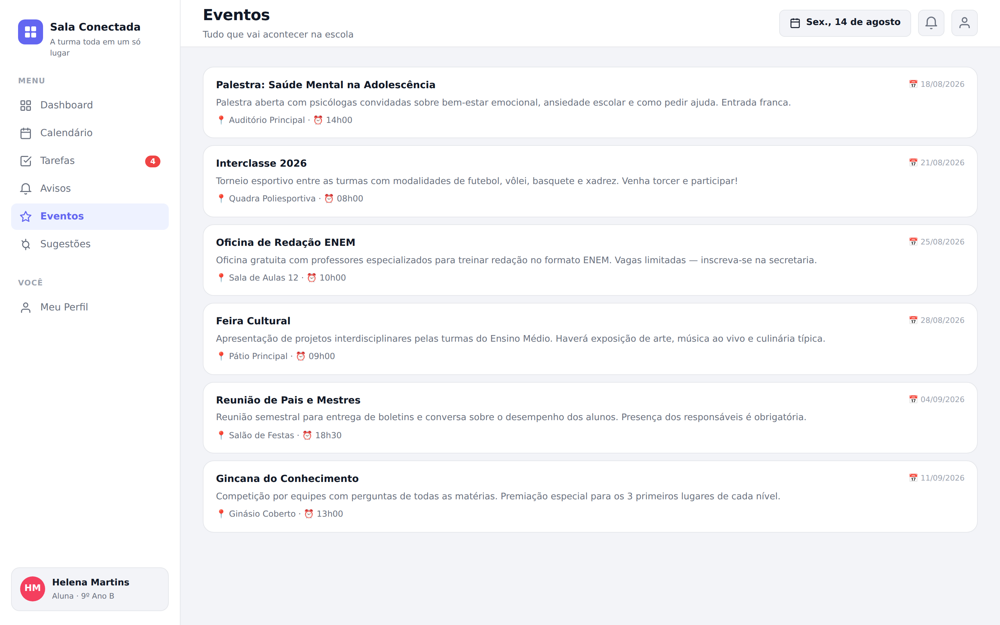 Sala Conectada
A turma toda em um só
lugar
MENU
Dashboard
Calendário
Tarefas
4
Avisos
Eventos
Sugestões
VOCÊ
Meu Perfil
HM
Helena Martins
Aluna · 9º Ano B
Eventos
Tudo que vai acontecer na escola
Sex., 14 de agosto
Palestra: Saúde Mental na Adolescência
📅 18/08/2026
Palestra aberta com psicólogas convidadas sobre bem-estar emocional, ansiedade escolar e como pedir ajuda. Entrada franca.
📍 Auditório Principal · ⏰ 14h00
Interclasse 2026
📅 21/08/2026
Torneio esportivo entre as turmas com modalidades de futebol, vôlei, basquete e xadrez. Venha torcer e participar!
📍 Quadra Poliesportiva · ⏰ 08h00
Oficina de Redação ENEM
📅 25/08/2026
Oficina gratuita com professores especializados para treinar redação no formato ENEM. Vagas limitadas — inscreva-se na secretaria.
📍 Sala de Aulas 12 · ⏰ 10h00
Feira Cultural
📅 28/08/2026
Apresentação de projetos interdisciplinares pelas turmas do Ensino Médio. Haverá exposição de arte, música ao vivo e culinária típica.
📍 Pátio Principal · ⏰ 09h00
Reunião de Pais e Mestres
📅 04/09/2026
Reunião semestral para entrega de boletins e conversa sobre o desempenho dos alunos. Presença dos responsáveis é obrigatória.
📍 Salão de Festas · ⏰ 18h30
Gincana do Conhecimento
📅 11/09/2026
Competição por equipes com perguntas de todas as matérias. Premiação especial para os 3 primeiros lugares de cada nível.
📍 Ginásio Coberto · ⏰ 13h00